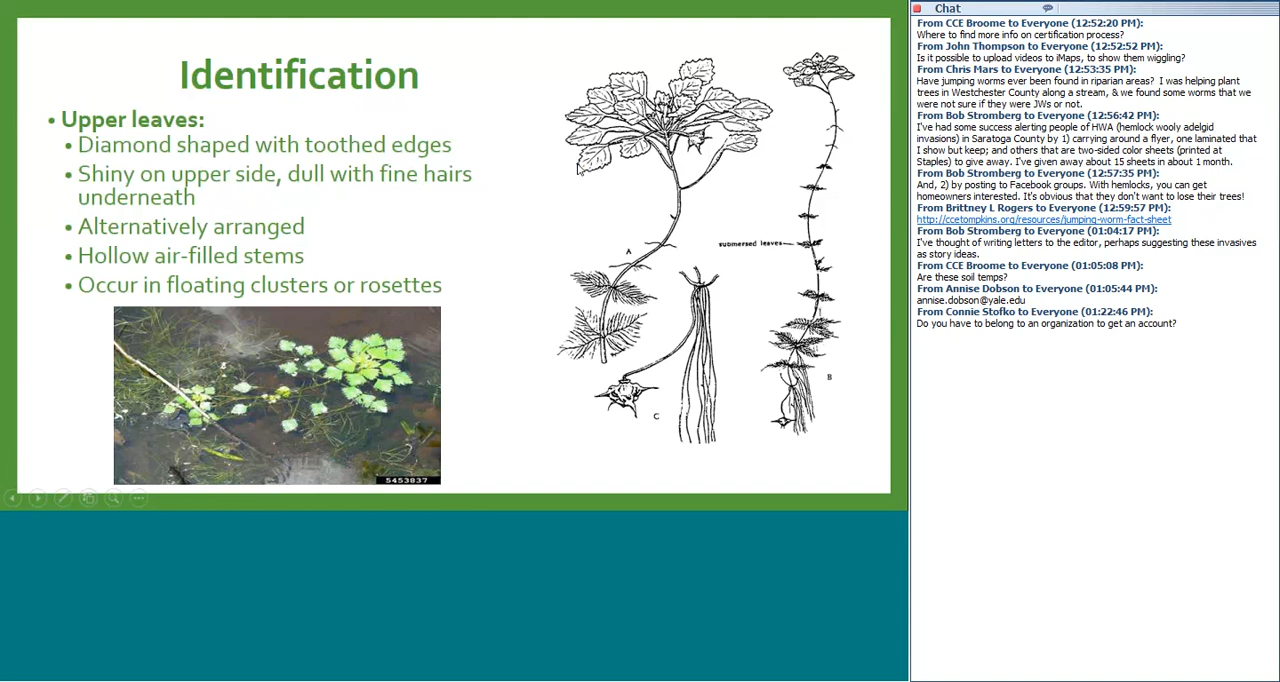 Identification
• Upper leaves:
• Diamond shaped with toothed edges
• Shiny on upper side, dull with fine hairs
underneath
• Alternatively arranged
• Hollow air-filled stems
• Occur in floating clusters or rosettes
5453837
A
submersed leaves
B
C
Chat
From CCE Broome to Everyone (12:52:20 PM):
Where to find more info on certification process?
From John Thompson to Everyone (12:52:52 PM):
Is it possible to upload videos to iMaps, to show them wiggling?
From Chris Mars to Everyone (12:53:35 PM):
Have jumping worms ever been found in riparian areas? I was helping plant
trees in Westchester County along a stream, & we found some worms that we
were not sure if they were JWs or not.
From Bob Stromberg to Everyone (12:56:42 PM):
I've had some success alerting people of HWA (hemlock wooly adelgid
invasions) in Saratoga County by 1) carrying around a flyer, one laminated that
I show but keep; and others that are two-sided color sheets (printed at
Staples) to give away. I've given away about 15 sheets in about 1 month.
From Bob Stromberg to Everyone (12:57:35 PM):
And, 2) by posting to Facebook groups. With hemlocks, you can get
homeowners interested. It's obvious that they don't want to lose their trees!
From Brittney L Rogers to Everyone (12:59:57 PM):
http://ccetompkins.org/resources/jumping-worm-fact-sheet
From Bob Stromberg to Everyone (01:04:17 PM):
I've thought of writing letters to the editor, perhaps suggesting these invasives
as story ideas.
From CCE Broome to Everyone (01:05:08 PM):
Are these soil temps?
From Annise Dobson to Everyone (01:05:44 PM):
annise.dobson@yale.edu
From Connie Stofko to Everyone (01:22:46 PM):
Do you have to belong to an organization to get an account?